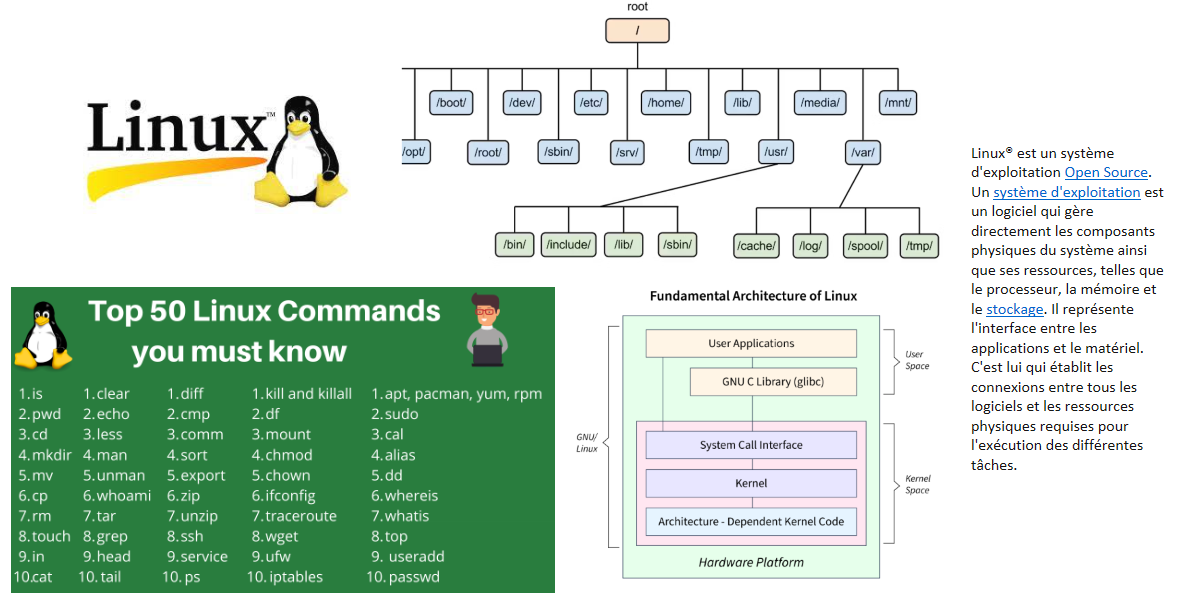 Linux™
root
/
/boot/
/dev/
/etc/
/home/
/lib/
/media/
/mnt/
/opt/
/root/
/sbin/
/srv/
/tmp/
/usr/
/var/
/bin/
/include/
/lib/
/sbin/
/cache/
/log/
/spool/
/tmp/
Linux® est un système
d'exploitation Open Source.
Un système d'exploitation est
un logiciel qui gère
directement les composants
physiques du système ainsi
que ses ressources, telles que
le processeur, la mémoire et
le stockage. Il représente
l'interface entre les
applications et le matériel.
C'est lui qui établit les
connexions entre tous les
logiciels et les ressources
physiques requises pour
l'exécution des différentes
tâches.
Top 50 Linux Commands
you must know
1. is
2. pwd
3. cd
4. mkdir
5. mv
6. cp
7. rm
8. touch
9. in
10. cat
1. clear
2. echo
3. less
4. man
5. unman
6. whoami
7. tar
8. grep
9. head
10. tail
1. diff
2. cmp
3. comm
4. sort
5. export
6. zip
7. unzip
8. ssh
9. service
10. ps
1. kill and killall
2. df
3. mount
4. chmod
5. chown
6. ifconfig
7. traceroute
8. wget
9. ufw
10. iptables
1. apt, pacman, yum, rpm
2. sudo
3. cal
4. alias
5. dd
6. whereis
7. whatis
8. top
9. useradd
10. passwd
Fundamental Architecture of Linux
User Applications
GNU C Library (glibc)
User
Space
GNU/
Linux
System Call Interface
Kernel
Architecture - Dependent Kernel Code
Kernel
Space
Hardware Platform